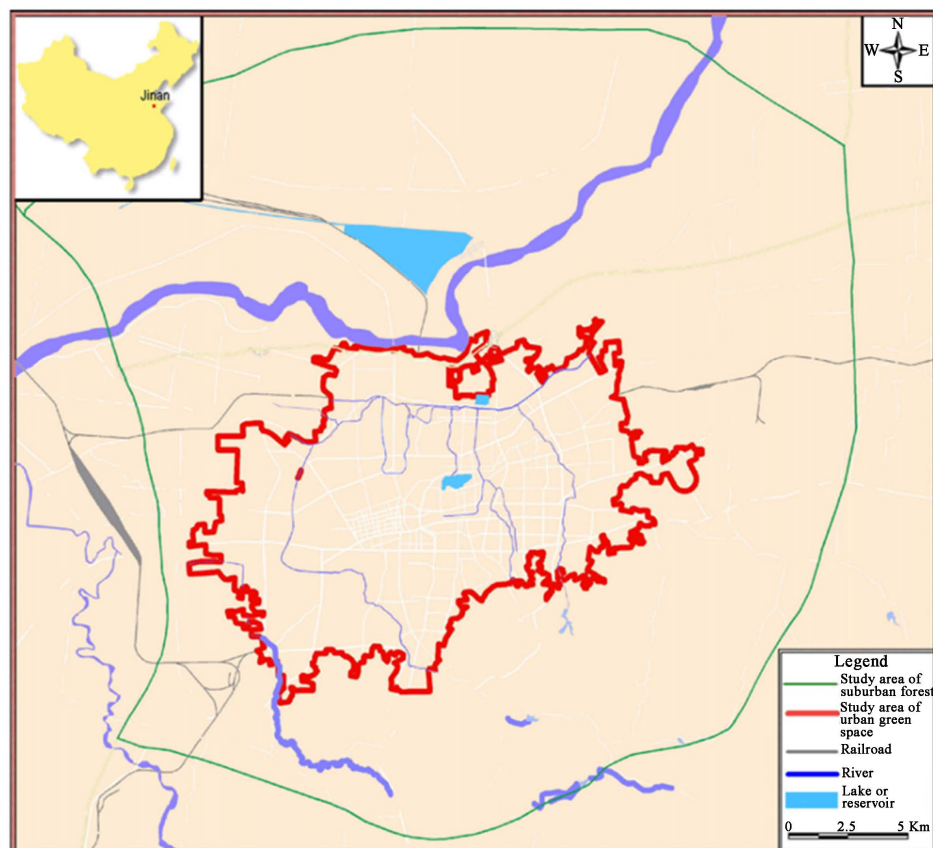 Jinan
N
W E
S
Legend
Study area of
suburban forest
Study area of
urban green
space
Railroad
River
Lake or
reservoir
0 2.5 5 Km